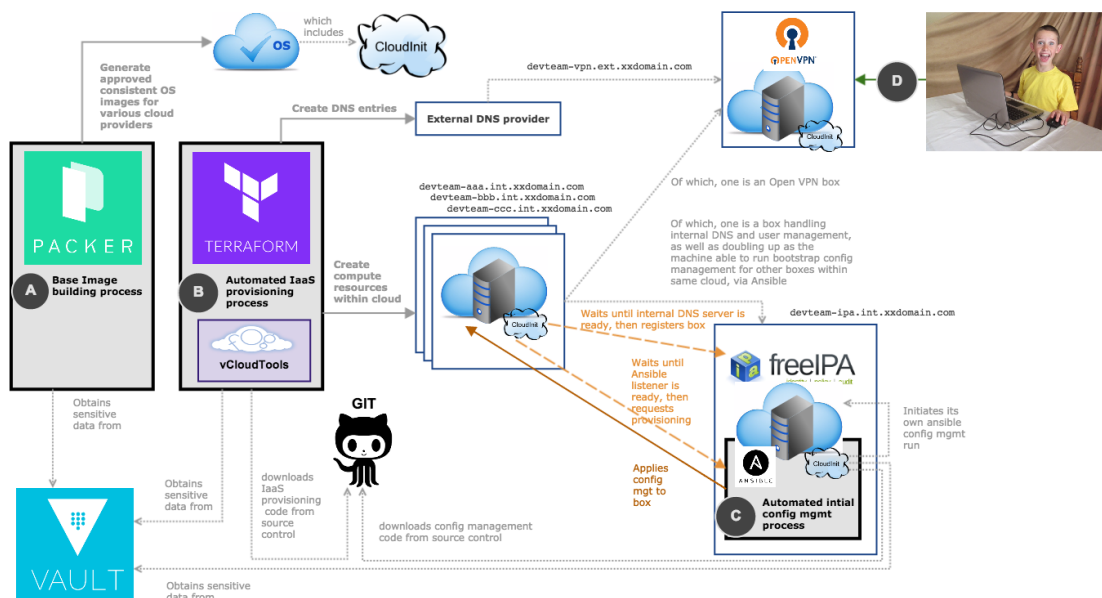 which
includes
OS
CloudInit
OPENVPN
devteam-vpn.ext.xxdomain.com
D
Generate
approved
consistent OS
images for
various cloud
providers
Create DNS entries
External DNS provider
CloudInit
PACKER
TERRAFORM
devteam-aaa.int.xxdomain.com
devteam-bbb.int.xxdomain.com
devteam-ccc.int.xxdomain.com
Of which, one is an Open VPN box
Of which, one is a box handling
internal DNS and user management,
as well as doubling up as the
machine able to run bootstrap config
management for other boxes within
same cloud, via Ansible
A
Base Image
building process
B
Automated IaaS
provisioning
process
Create
compute
resources
within cloud
vCloudTools
CloudInit
Waits until internal DNS server is
ready, then registers box
devteam-ipa.int.xxdomain.com
freeIPA
Waits until
Ansible
listener is
ready, then
requests
provisioning
Initiates its
own ansible
config mgmt
run
Obtains
sensitive
data from
GIT
CloudInit
ANSIBLE
Applies
config
mgt to
box
C
Automated intial
config mgmt
process
Obtains
sensitive
data from
downloads
IaaS
provisioning
code from
source
control
downloads config management
code from source control
VAULT
Obtains sensitive
data from